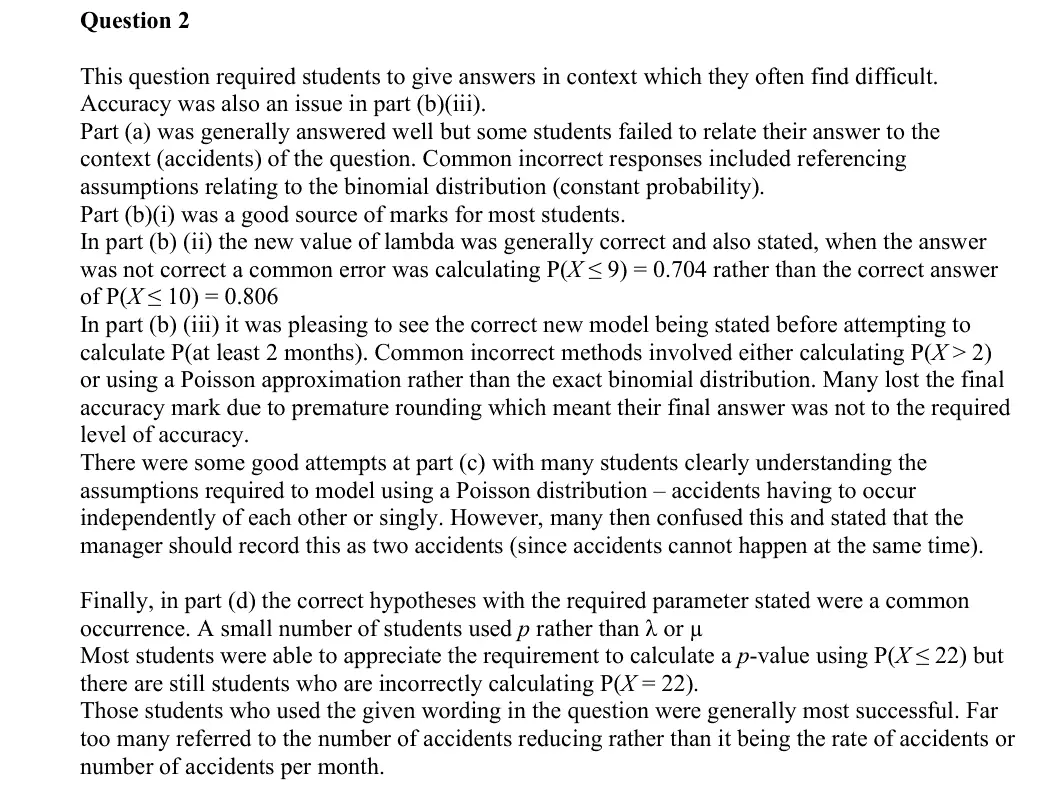 Question 2
This question required students to give answers in context which they often find difficult.
Accuracy was also an issue in part (b)(iii).
Part (a) was generally answered well but some students failed to relate their answer to the
context (accidents) of the question. Common incorrect responses included referencing
assumptions relating to the binomial distribution (constant probability).
Part (b)(i) was a good source of marks for most students.
In part (b) (ii) the new value of lambda was generally correct and also stated, when the answer
was not correct a common error was calculating P(X ≤ 9) = 0.704 rather than the correct answer
of P(X ≤ 10) = 0.806
In part (b) (iii) it was pleasing to see the correct new model being stated before attempting to
calculate P(at least 2 months). Common incorrect methods involved either calculating P(X > 2)
or using a Poisson approximation rather than the exact binomial distribution. Many lost the final
accuracy mark due to premature rounding which meant their final answer was not to the required
level of accuracy.
There were some good attempts at part (c) with many students clearly understanding the
assumptions required to model using a Poisson distribution – accidents having to occur
independently of each other or singly. However, many then confused this and stated that the
manager should record this as two accidents (since accidents cannot happen at the same time).
Finally, in part (d) the correct hypotheses with the required parameter stated were a common
occurrence. A small number of students used p rather than λ or μ
Most students were able to appreciate the requirement to calculate a p-value using P(X ≤ 22) but
there are still students who are incorrectly calculating P(X = 22).
Those students who used the given wording in the question were generally most successful. Far
too many referred to the number of accidents reducing rather than it being the rate of accidents or
number of accidents per month.